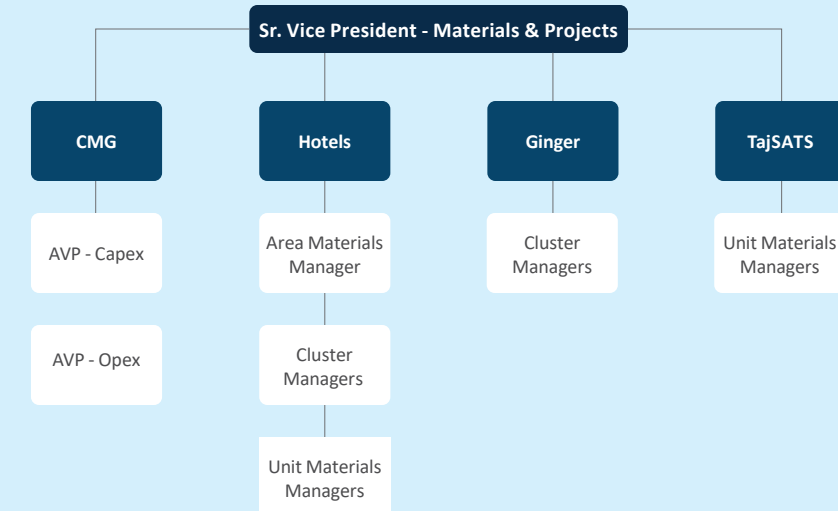 Sr. Vice President - Materials & Projects
CMG
Hotels
Ginger
TajSATS
AVP - Capex
Area Materials
Manager
Cluster
Managers
Unit Materials
Managers
AVP - Opex
Cluster
Managers
Unit Materials
Managers